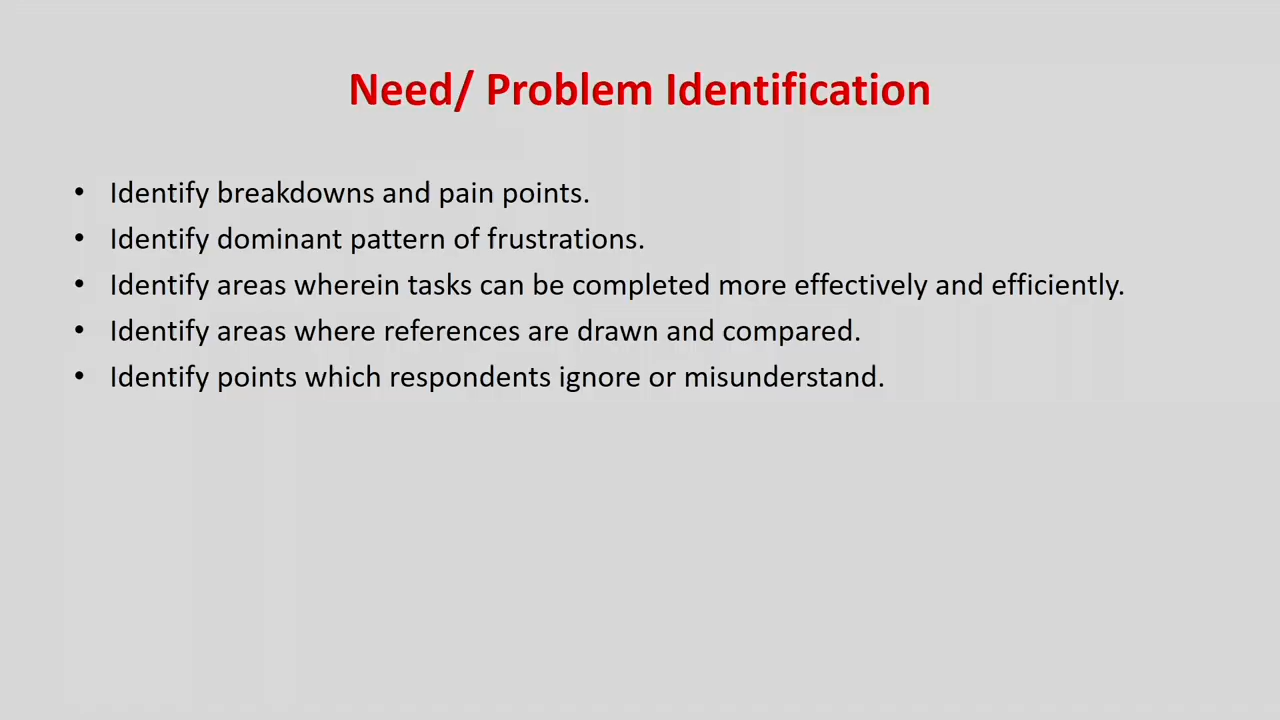 Need/ Problem Identification
• Identify breakdowns and pain points.
• Identify dominant pattern of frustrations.
• Identify areas wherein tasks can be completed more effectively and efficiently.
• Identify areas where references are drawn and compared.
• Identify points which respondents ignore or misunderstand.